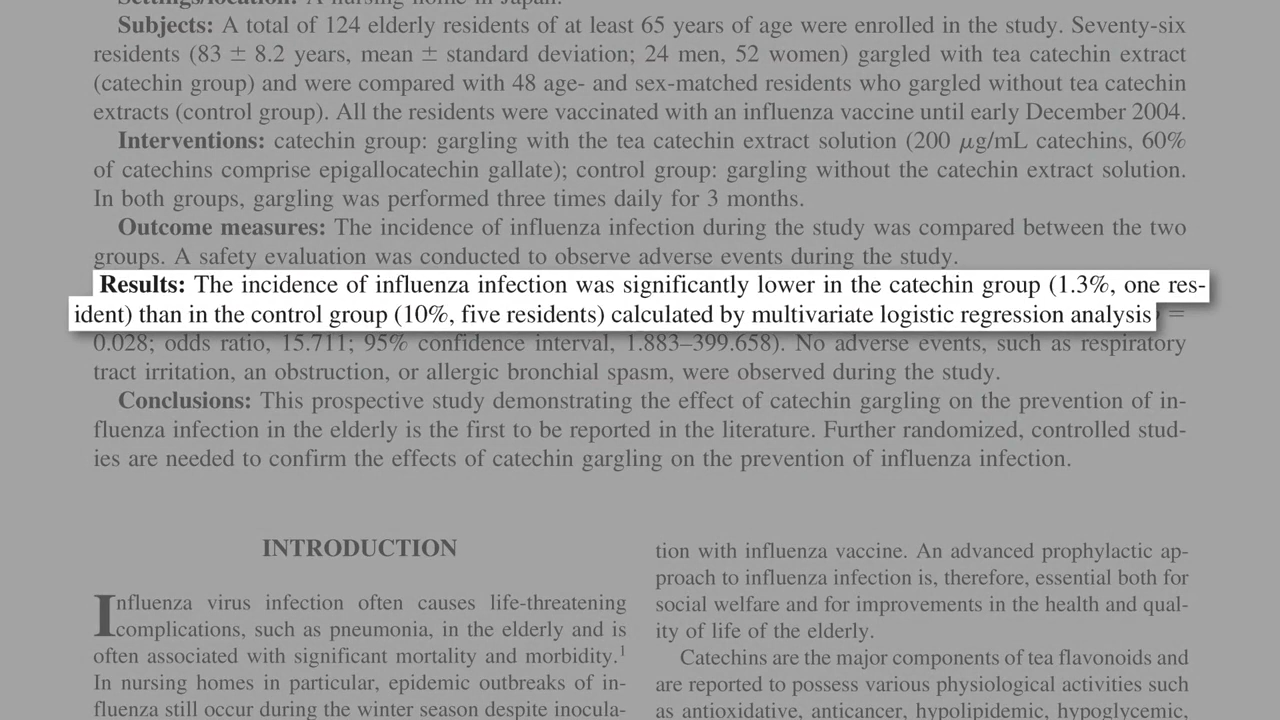 Settings/location: A nursing home in Japan.
Subjects: A total of 124 elderly residents of at least 65 years of age were enrolled in the study. Seventy-six
residents (83 ± 8.2 years, mean ± standard deviation; 24 men, 52 women) gargled with tea catechin extract
(catechin group) and were compared with 48 age- and sex-matched residents who gargled without tea catechin
extracts (control group). All the residents were vaccinated with an influenza vaccine until early December 2004.
Interventions: catechin group: gargling with the tea catechin extract solution (200 μg/mL catechins, 60%
of catechins comprise epigallocatechin gallate); control group: gargling without the catechin extract solution.
In both groups, gargling was performed three times daily for 3 months.
Outcome measures: The incidence of influenza infection during the study was compared between the two
groups. A safety evaluation was conducted to observe adverse events during the study.
Results: The incidence of influenza infection was significantly lower in the catechin group (1.3%, one res-
ident) than in the control group (10%, five residents) calculated by multivariate logistic regression analysis =
0.028; odds ratio, 15.711; 95% confidence interval, 1.883–399.658). No adverse events, such as respiratory
tract irritation, an obstruction, or allergic bronchial spasm, were observed during the study.
Conclusions: This prospective study demonstrating the effect of catechin gargling on the prevention of in-
fluenza infection in the elderly is the first to be reported in the literature. Further randomized, controlled stud-
ies are needed to confirm the effects of catechin gargling on the prevention of influenza infection.
INTRODUCTION
Influenza virus infection often causes life-threatening
complications, such as pneumonia, in the elderly and is
often associated with significant mortality and morbidity.1
In nursing homes in particular, epidemic outbreaks of in-
fluenza still occur during the winter season despite inocula-
tion with influenza vaccine. An advanced prophylactic ap-
proach to influenza infection is, therefore, essential both for
social welfare and for improvements in the health and qual-
ity of life of the elderly.
Catechins are the major components of tea flavonoids and
are reported to possess various physiological activities such
as antioxidative, anticancer, hypolipidemic, hypoglycemic,